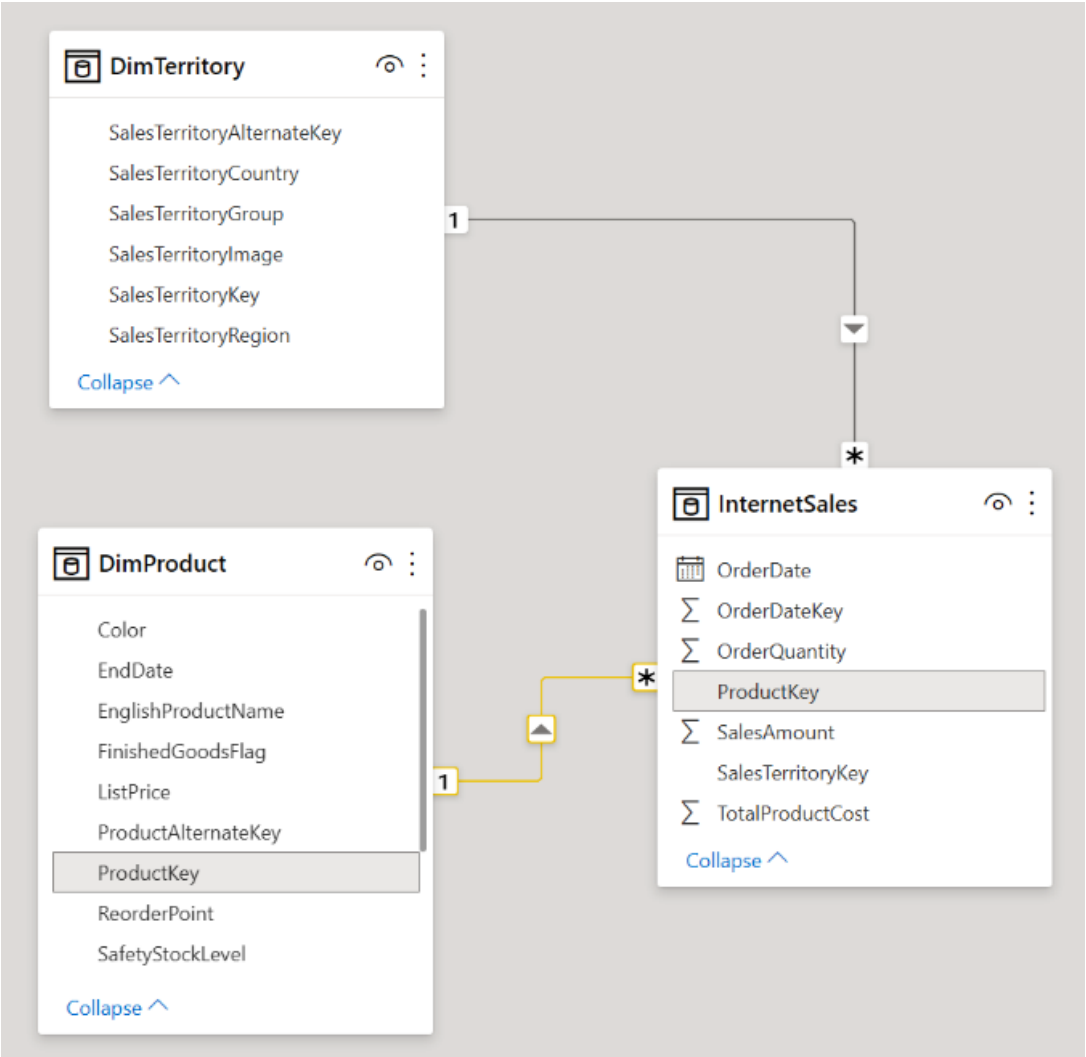 DimTerritory
SalesTerritoryAlternateKey
SalesTerritoryCountry
SalesTerritoryGroup
SalesTerritoryImage
SalesTerritoryKey
SalesTerritoryRegion
Collapse
1
*
DimProduct
Color
EndDate
EnglishProductName
FinishedGoodsFlag
ListPrice
ProductAlternateKey
ProductKey
ReorderPoint
SafetyStockLevel
Collapse
1
*
InternetSales
OrderDate
Σ OrderDateKey
Σ OrderQuantity
ProductKey
Σ SalesAmount
SalesTerritoryKey
Σ TotalProductCost
Collapse